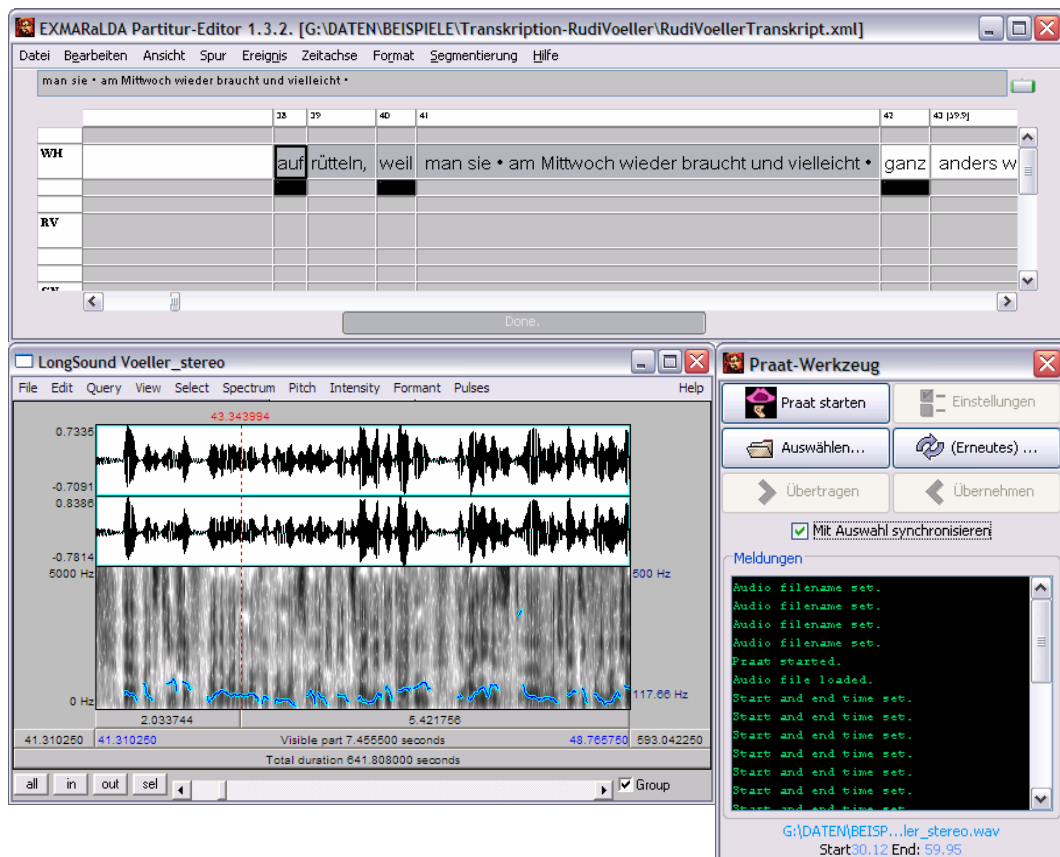 EXMARaLDA Partitur-Editor 1.3.2. [G:\DATEN\BEISPIELE\Transkription-RudiVoeller\RudiVoellerTranskript.xml]
Datei Bearbeiten Ansicht Spur Ereignis Zeitachse Format Segmentierung Hilfe
man sie • am Mittwoch wieder braucht und vielleicht •
38 39 40 41 42 43 [39.9]
WH auf rütteln, weil man sie • am Mittwoch wieder braucht und vielleicht • ganz anders w
RV
Done.
LongSound Voeller_stereo
File Edit Query View Select Spectrum Pitch Intensity Formant Pulses Help
43.343994
0.7335
-0.7091
0.8386
-0.7814
5000 Hz 500 Hz
0 Hz 117.66 Hz
2.033744 5.421756
41.310250 41.310250 Visible part 7.455500 seconds 48.765750 593.042250
Total duration 641.808000 seconds
all in out sel Group
Praat-Werkzeug
Praat starten Einstellungen
Auswählen... (Erneutes) ...
Übertragen Übernehmen
Mit Auswahl synchronisieren
Meldungen
Audio filename set.
Audio filename set.
Audio filename set.
Audio filename set.
Praat started.
Audio file loaded.
Start and end time set.
Start and end time set.
Start and end time set.
Start and end time set.
Start and end time set.
Start and end time set.
Start and end time set.
G:\DATEN\BEISP...ler_stereo.wav
Start30.12 End: 59.95